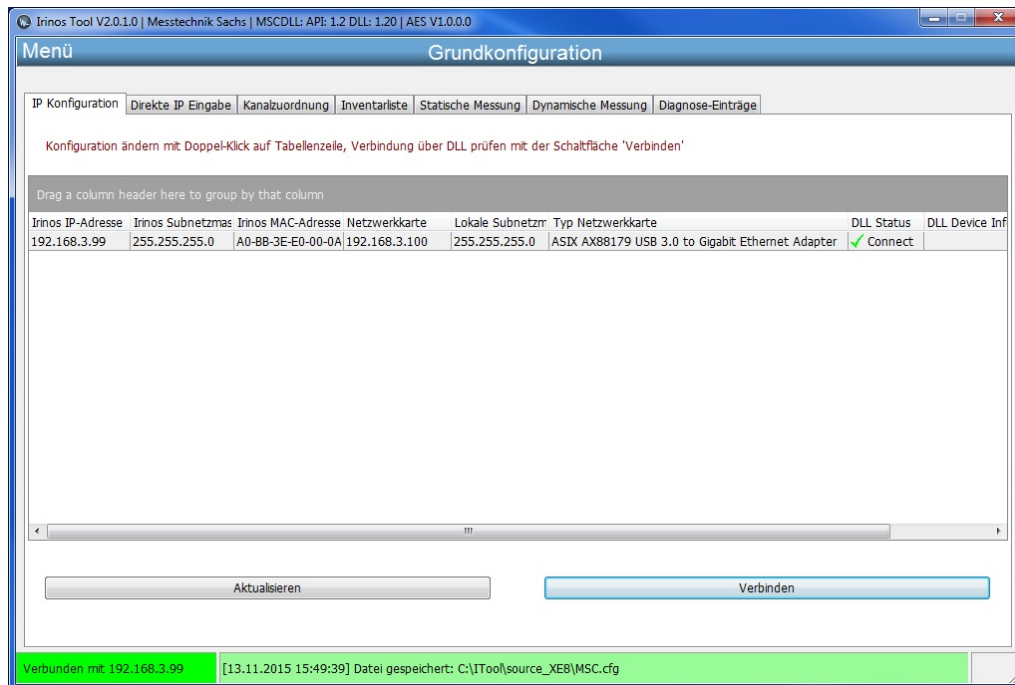 Irinos Tool V2.0.1.0 | Messtechnik Sachs | MSCDLL: API: 1.2 DLL: 1.20 | AES V1.0.0.0
Menü Grundkonfiguration
IP Konfiguration Direkte IP Eingabe Kanalzuordnung Inventarliste Statische Messung Dynamische Messung Diagnose-Einträge
Konfiguration ändern mit Doppel-Klick auf Tabellenzeile, Verbindung über DLL prüfen mit der Schaltfläche 'Verbinden'
Drag a column header here to group by that column
Irinos IP-Adresse Irinos Subnetzmas Irinos MAC-Adresse Netzwerkkarte Lokale Subnetzm Typ Netzwerkkarte DLL Status DLL Device Inf
192.168.3.99 255.255.255.0 A0-BB-3E-E0-00-0A 192.168.3.100 255.255.255.0 ASIX AX88179 USB 3.0 to Gigabit Ethernet Adapter Connect
Aktualisieren Verbinden
Verbunden mit 192.168.3.99 [13.11.2015 15:49:39] Datei gespeichert: C:\ITool\source_XE8\MSC.cfg